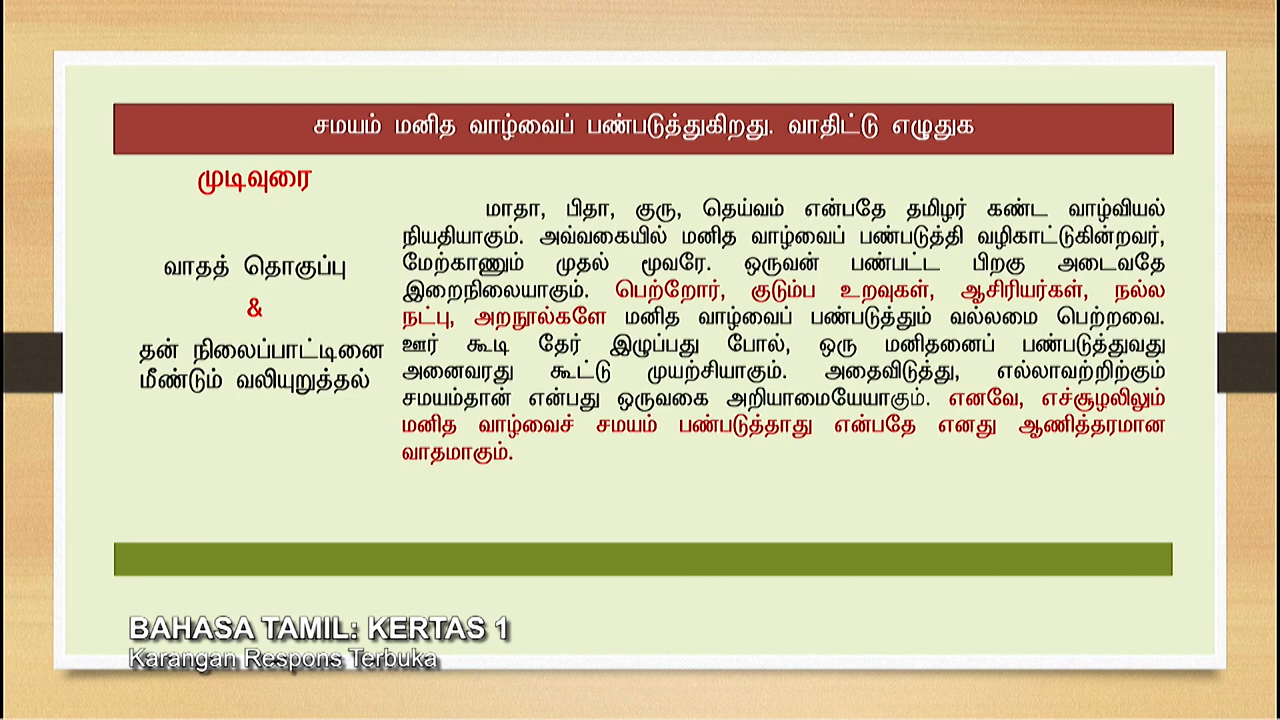 சமயம் மனித வாழ்வைப் பண்படுத்துகிறது. வாதிட்டு எழுதுக
முடிவுரை
வாதத் தொகுப்பு
&
தன் நிலைப்பாட்டினை
மீண்டும் வலியுறுத்தல்
மாதா, பிதா, குரு, தெய்வம் என்பதே தமிழர் கண்ட வாழ்வியல்
நியதியாகும். அவ்வகையில் மனித வாழ்வைப் பண்படுத்தி வழிகாட்டுகின்றவர்,
மேற்காணும் முதல் மூவரே. ஒருவன் பண்பட்ட பிறகு அடைவதே
இறைநிலையாகும். பெற்றோர், குடும்ப உறவுகள், ஆசிரியர்கள், நல்ல
நட்பு, அறநூல்களே மனித வாழ்வைப் பண்படுத்தும் வல்லமை பெற்றவை.
ஊர் கூடி தேர் இழுப்பது போல், ஒரு மனிதனைப் பண்படுத்துவது
அனைவரது கூட்டு முயற்சியாகும். அதைவிடுத்து, எல்லாவற்றிற்கும்
சமயம்தான் என்பது ஒருவகை அறியாமையேயாகும். எனவே, எச்சூழலிலும்
மனித வாழ்வைச் சமயம் பண்படுத்தாது என்பதே எனது ஆணித்தரமான
வாதமாகும்.
BAHASA TAMIL: KERTAS 1
Karangan Respons Terbuka